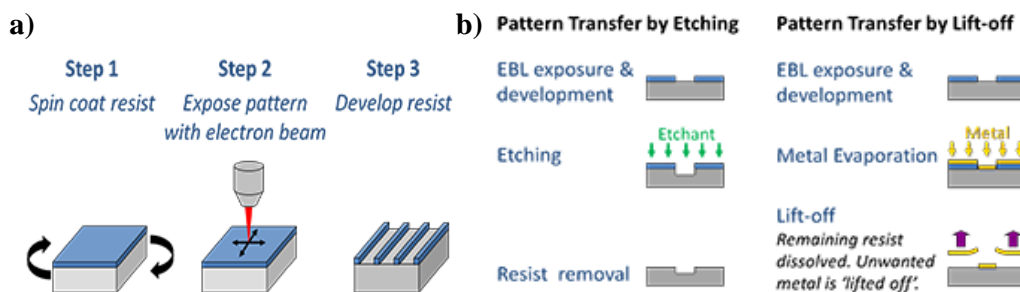 a)
Step 1
Spin coat resist
Step 2
Expose pattern
with electron beam
Step 3
Develop resist
b)
Pattern Transfer by Etching
EBL exposure &
development
Etchant
Etching
Resist removal
Pattern Transfer by Lift-off
EBL exposure &
development
Metal
Metal Evaporation
Lift-off
Remaining resist
dissolved. Unwanted
metal is 'lifted off'.